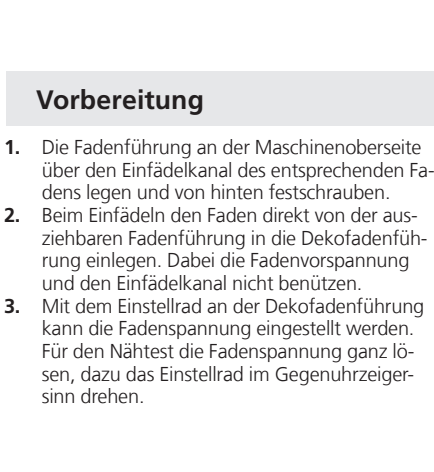 Vorbereitung
1. Die Fadenführung an der Maschinenoberseite
über den Einfädelkanal des entsprechenden Fa-
dens legen und von hinten festschrauben.
2. Beim Einfädeln den Faden direkt von der aus-
ziehbaren Fadenführung in die Dekofadenfüh-
rung einlegen. Dabei die Fadenvorspannung
und den Einfädelkanal nicht benützen.
3. Mit dem Einstellrad an der Dekofadenführung
kann die Fadenspannung eingestellt werden.
Für den Nähtest die Fadenspannung ganz lö-
sen, dazu das Einstellrad im Gegenuhrzeiger-
sinn drehen.